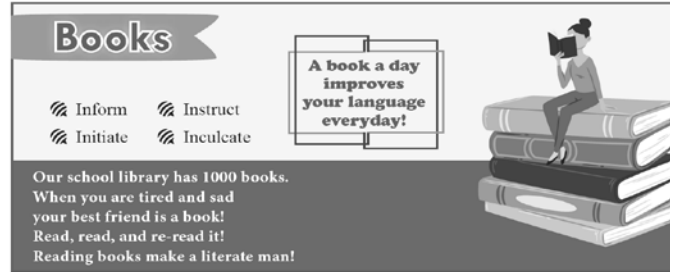 Books
A book a day
improves
your language
everyday!
Inform
Instruct
Initiate
Inculcate
Our school library has 1000 books.
When you are tired and sad
your best friend is a book!
Read, read, and re-read it!
Reading books make a literate man!